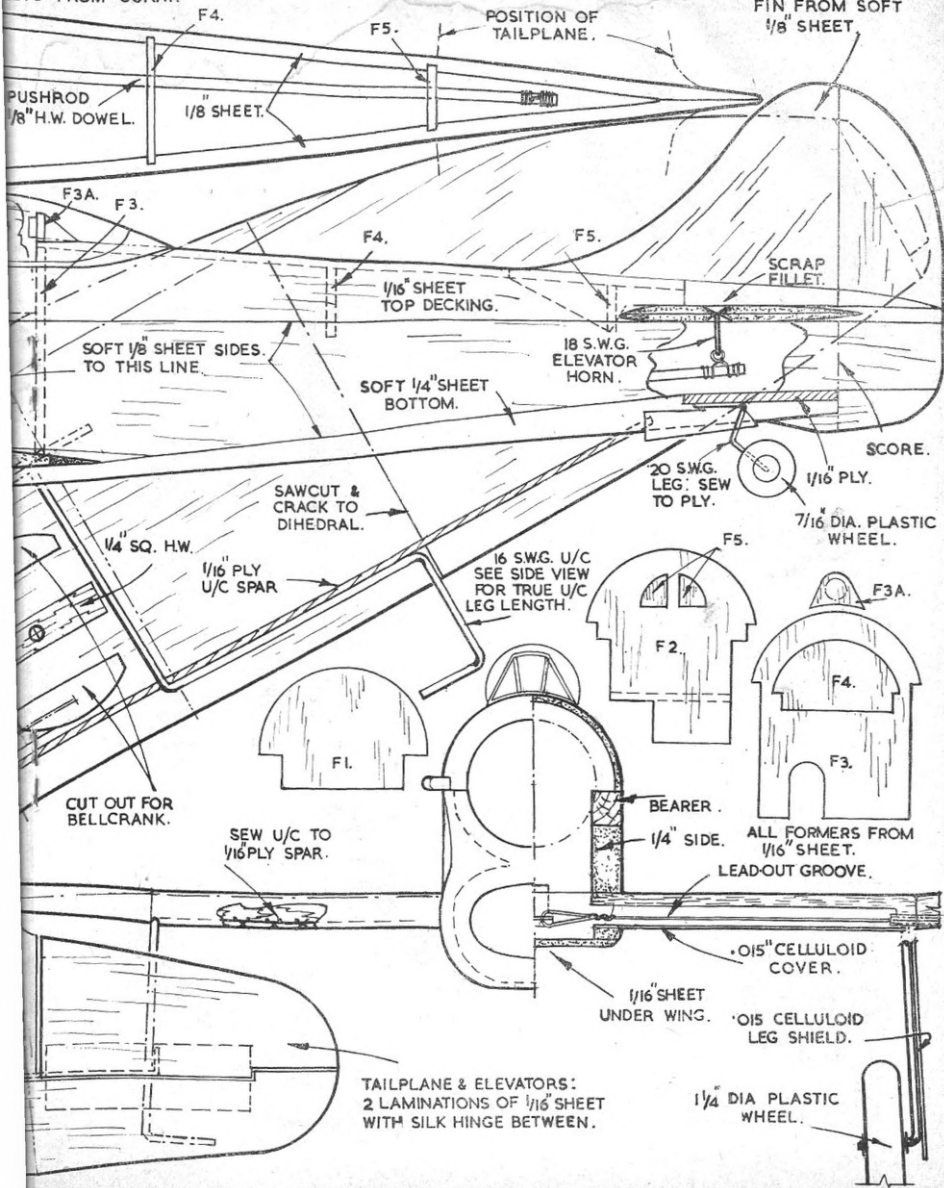 FROM
F4.
F5.
POSITION OF
TAILPLANE.
FIN FROM SOFT
1/8" SHEET
PUSHROD
1/8" H.W. DOWEL.
1/8" SHEET.
F3A.
F3.
F4.
F5.
1/16" SHEET
TOP DECKING.
SCRAP
FILLET.
SOFT 1/8" SHEET SIDES
TO THIS LINE.
18 S.W.G.
ELEVATOR
HORN.
SOFT 1/4" SHEET
BOTTOM.
SCORE.
SAWCUT &
CRACK TO
DIHEDRAL.
20 S.W.G.
LEG: SEW
TO PLY.
1/16" PLY.
7/16" DIA. PLASTIC
WHEEL.
1/4" SQ. H.W.
1/16 PLY
U/C SPAR
16 S.W.G. U/C
SEE SIDE VIEW
FOR TRUE U/C
LEG LENGTH.
F5.
F3A.
F2.
F4.
F1.
F3.
CUT OUT FOR
BELLCRANK.
BEARER.
SEW U/C TO
1/16" PLY SPAR.
1/4" SIDE.
ALL FORMERS FROM
1/16" SHEET.
LEAD-OUT GROOVE.
.015" CELLULOID
COVER.
1/16" SHEET
UNDER WING.
.015 CELLULOID
LEG SHIELD.
TAILPLANE & ELEVATORS:
2 LAMINATIONS OF 1/16" SHEET
WITH SILK HINGE BETWEEN.
1 1/4" DIA PLASTIC
WHEEL.